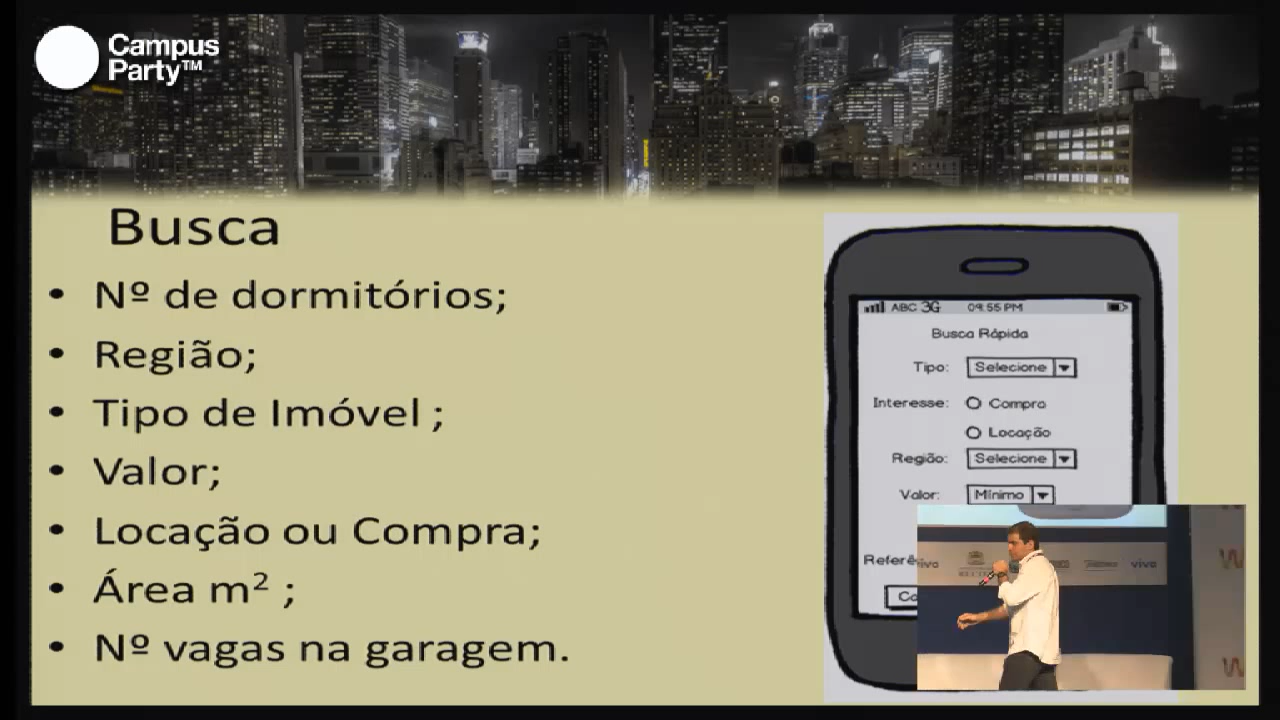 Campus
Party™
Busca
• Nº de dormitórios;
• Região;
• Tipo de Imóvel ;
• Valor;
• Locação ou Compra;
• Área m² ;
• Nº vagas na garagem.
ABC 3G 09:55 PM
Busca Rápida
Tipo: Selecione
Interesse: Compra
Locação
Região: Selecione
Valor: Mínimo
vivo